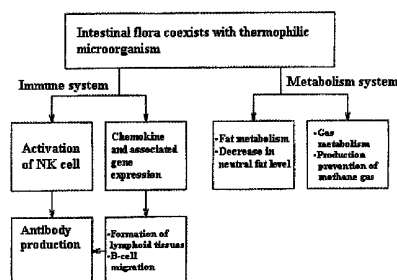 Intestinal flora coexists with thermophilic
microorganism
Immune system
Metabolism system
Activation
of NK cell
Chemokine
and associated
gene
expression
•Fat metabolism
•Decrease in
neutral fat level
•Gas
metabolism
•Production
prevention of
methane gas
Antibody
production
•Formation of
lymphoid tissues
•B-cell
migration